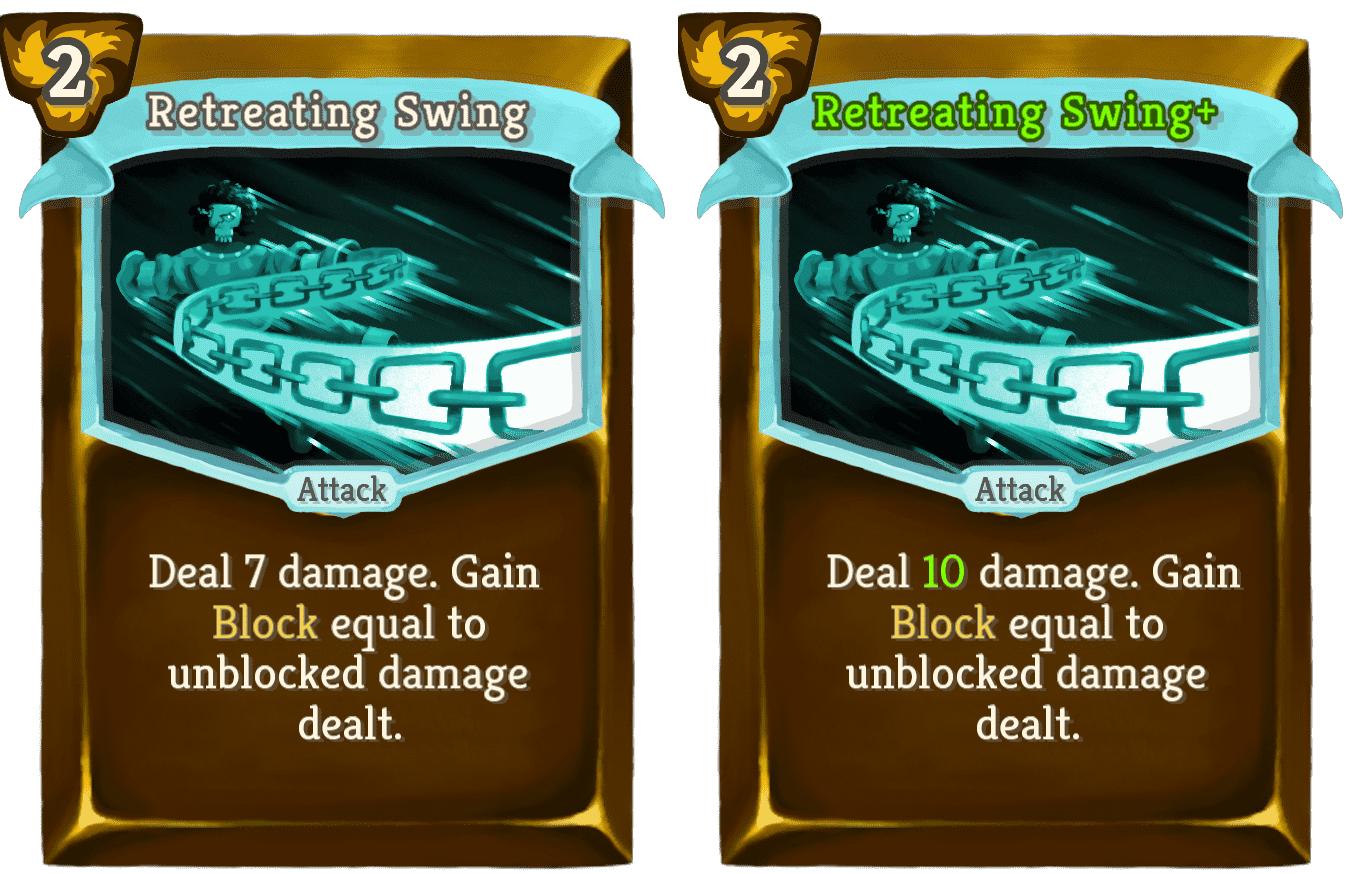 2
Retreating Swing
Attack
Deal 7 damage. Gain
Block equal to
unblocked damage
dealt.
2
Retreating Swing+
Attack
Deal 10 damage. Gain
Block equal to
unblocked damage
dealt.